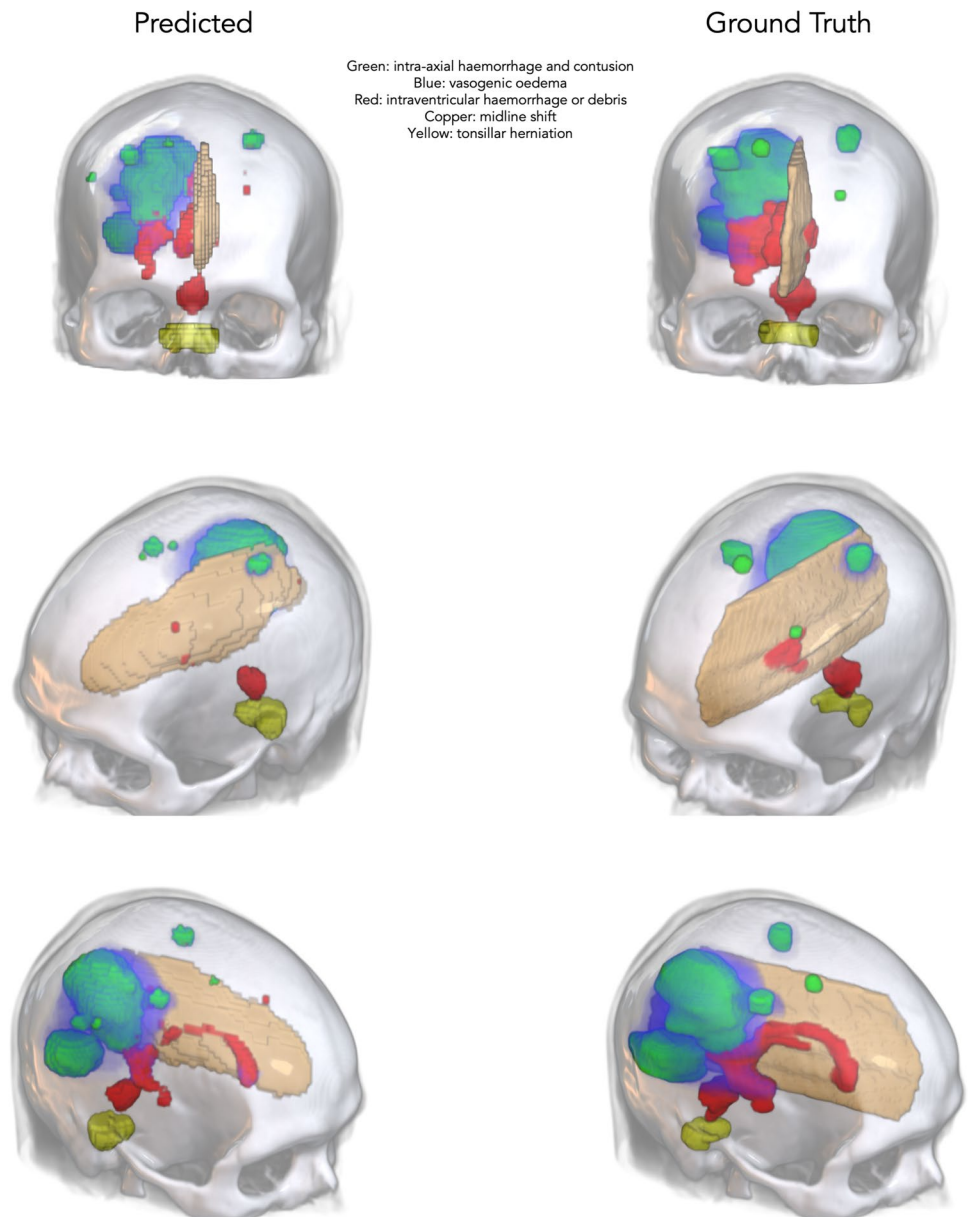 Predicted
Ground Truth
Green: intra-axial haemorrhage and contusion
Blue: vasogenic oedema
Red: intraventricular haemorrhage or debris
Copper: midline shift
Yellow: tonsillar herniation